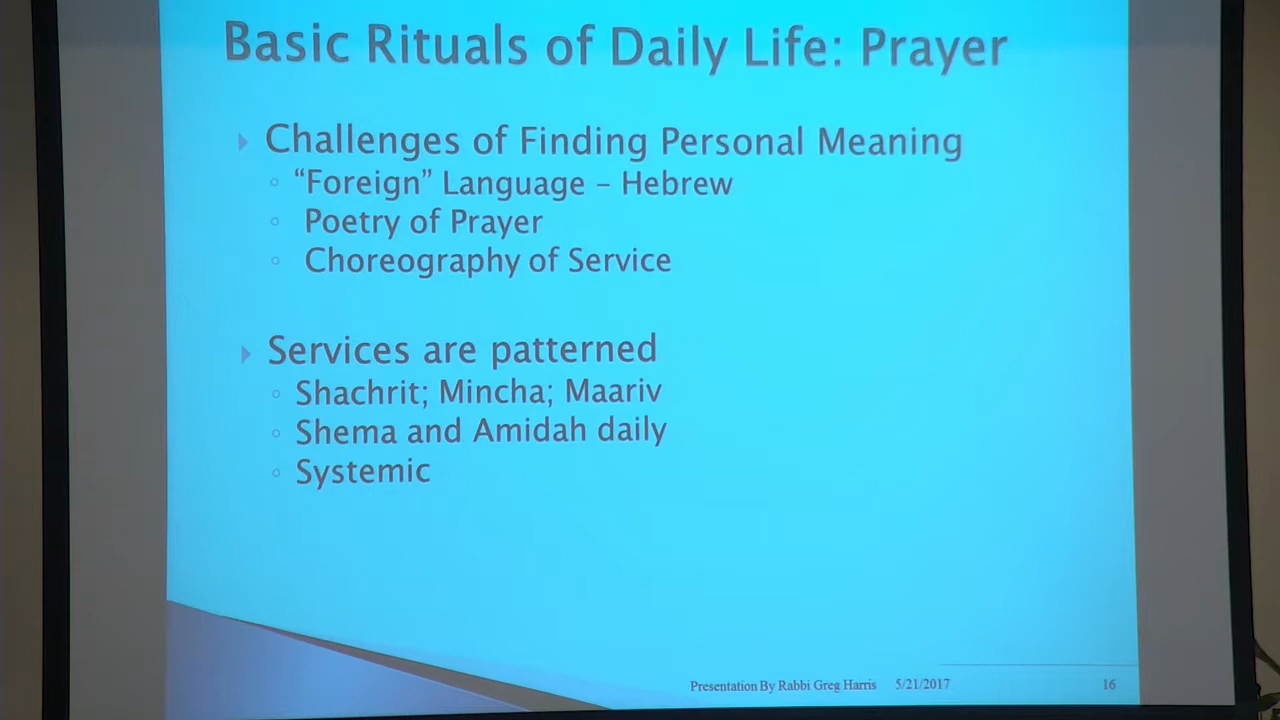 Basic Rituals of Daily Life: Prayer
Challenges of Finding Personal Meaning
“Foreign” Language – Hebrew
Poetry of Prayer
Choreography of Service
Services are patterned
Shachrit; Mincha; Maariv
Shema and Amidah daily
Systemic
Presentation By Rabbi Greg Harris 5/21/2017 16